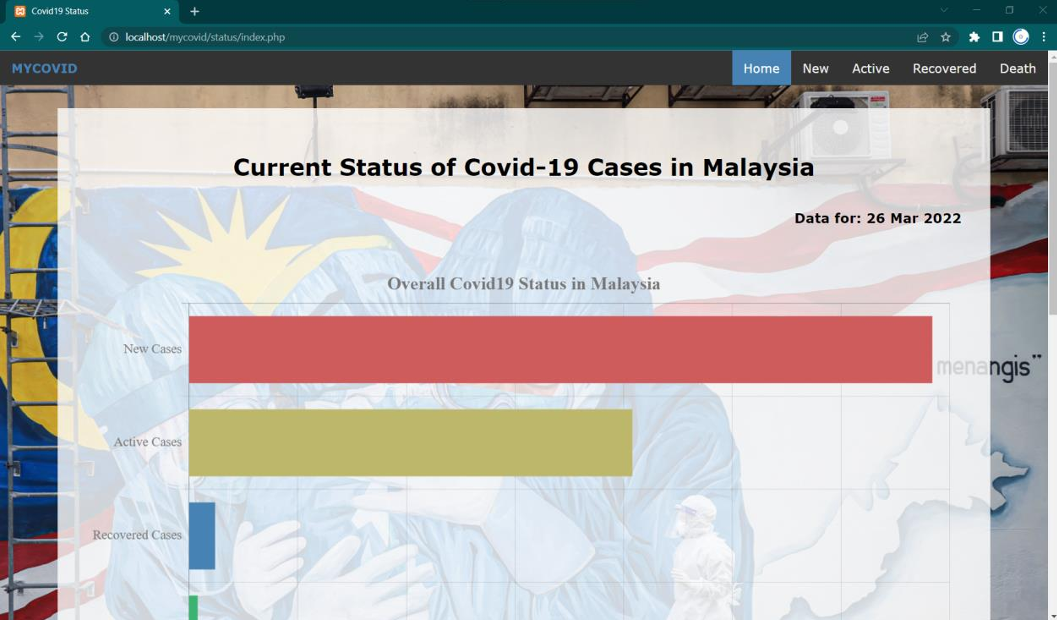 Covid19 Status
localhost/mycovid/status/index.php
MYCOVID
Home New Active Recovered Death
Current Status of Covid-19 Cases in Malaysia
Data for: 26 Mar 2022
Overall Covid19 Status in Malaysia
New Cases
menangis”
Active Cases
Recovered Cases